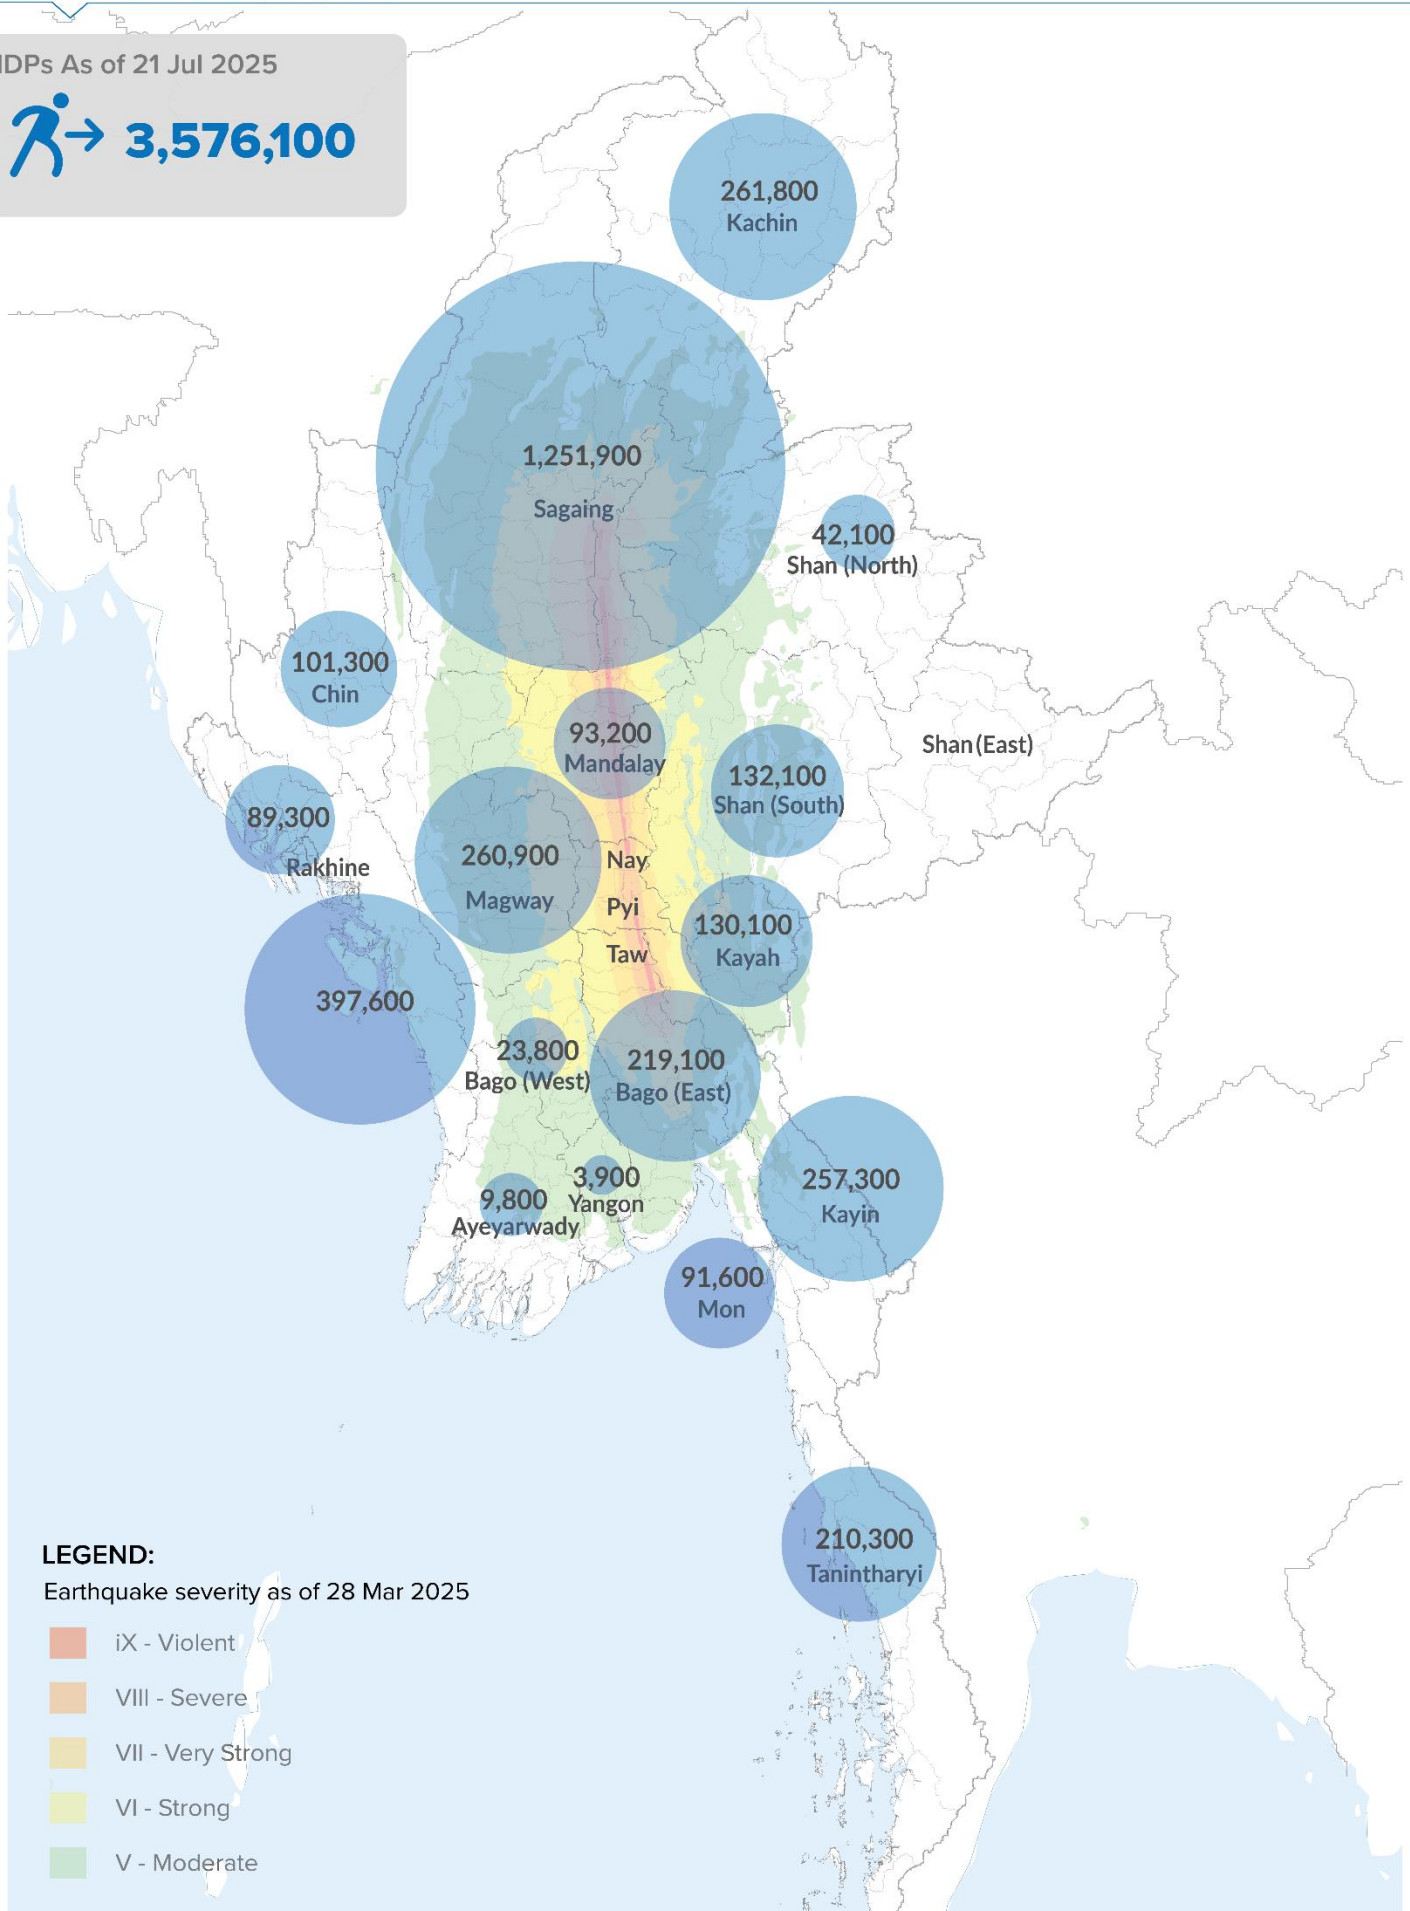 IDPs As of 21 Jul 2025
3,576,100
261,800
Kachin
1,251,900
Sagaing
42,100
Shan (North)
101,300
Chin
93,200
Mandalay
Shan (East)
132,100
Shan (South)
89,300
Rakhine
260,900
Magway
Nay
Pyi
Taw
130,100
Kayah
397,600
23,800
Bago (West)
219,100
Bago (East)
3,900
Yangon
9,800
Ayeyarwady
257,300
Kayin
91,600
Mon
210,300
Tanintharyi
LEGEND:
Earthquake severity as of 28 Mar 2025
iX - Violent
VIII - Severe
VII - Very Strong
VI - Strong
V - Moderate